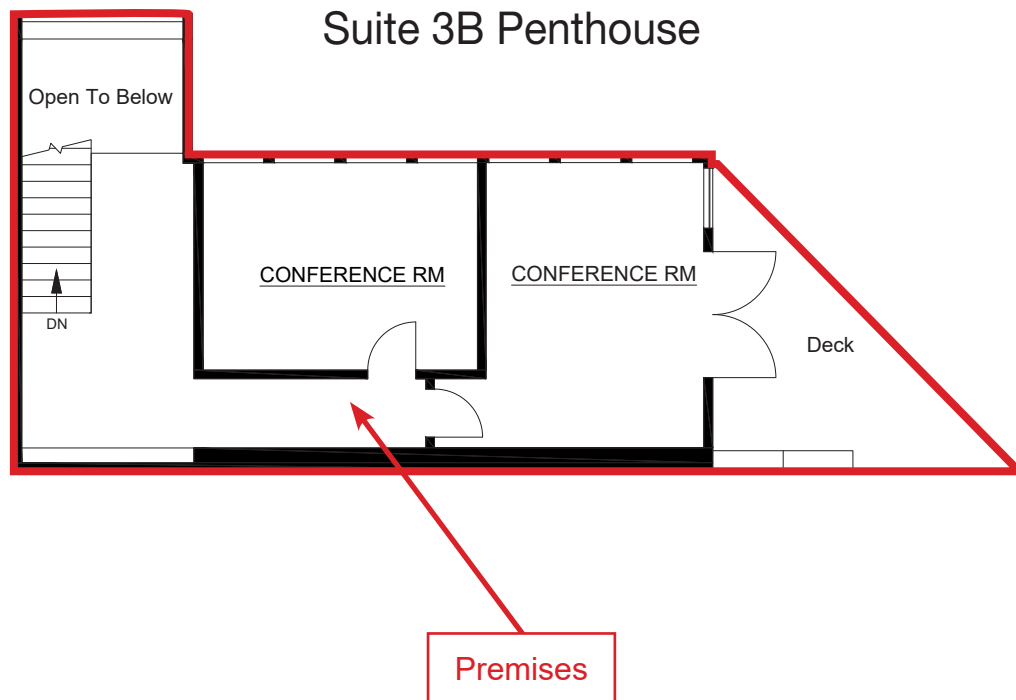 Suite 3B Penthouse
Open To Below
CONFERENCE RM
CONFERENCE RM
DN
Deck
Premises